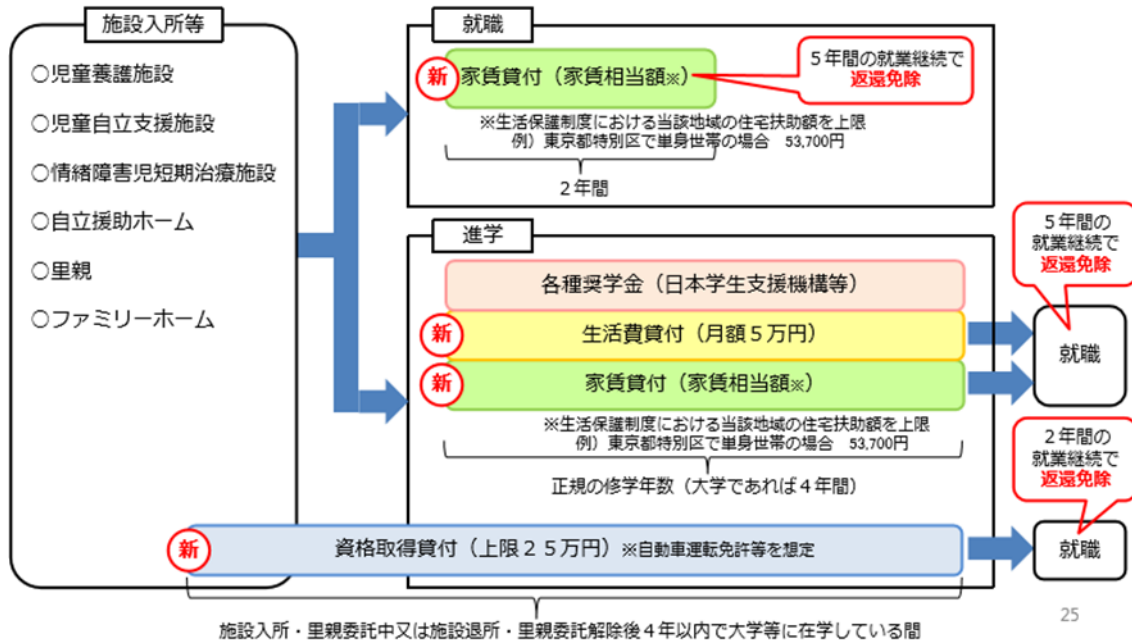 施設入所等
○児童養護施設
○児童自立支援施設
○情緒障害児短期治療施設
○自立援助ホーム
○里親
○ファミリーホーム
就職
新
家賃貸付（家賃相当額※）
5年間の就業継続で
返還免除
※生活保護制度における当該地域の住宅扶助額を上限
例）東京都特別区で単身世帯の場合　53,700円
２年間
進学
各種奨学金（日本学生支援機構等）
新
生活費貸付（月額５万円）
新
家賃貸付（家賃相当額※）
※生活保護制度における当該地域の住宅扶助額を上限
例）東京都特別区で単身世帯の場合　53,700円
正規の修学年数（大学であれば４年間）
5年間の
就業継続で
返還免除
就職
2年間の
就業継続で
返還免除
就職
新
資格取得貸付（上限２５万円）※自動車運転免許等を想定
施設入所・里親委託中又は施設退所・里親委託解除後４年以内で大学等に在学している間
25